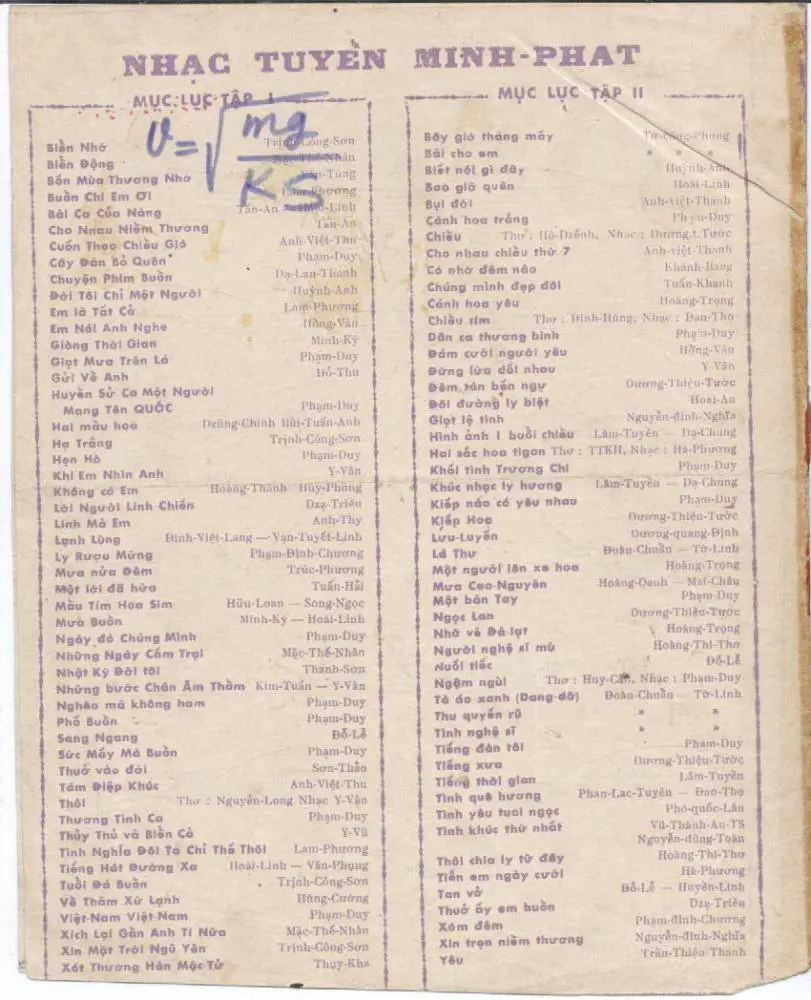 NHẠC TUYỂN MINH-PHAT
MỤC LỤC TẬP I
v = √ mg
KS
Biển Nhớ Trịnh-Công-Sơn
Biển Động Mặc-Thế-Nhân
Bốn Mùa Thương Nhớ -Tùng
Buồn Chi Em Ơi Lam-Phương
Bài Ca Của Nàng Tân-An — Hoài-Linh
Cho Nhau Niềm Thương Tân-An
Cuốn Theo Chiều Gió Anh-Việt-Thu
Cây Đàn Bỏ Quên Phạm-Duy
Chuyện Phim Buồn Dạ-Lan-Thanh
Đời Tôi Chỉ Một Người Huỳnh-Anh
Em là Tất Cả Lam-Phương
Em Nói Anh Nghe Hồng-Vân
Giòng Thời Gian Minh-Kỳ
Giọt Mưa Trên Lá Phạm-Duy
Gửi Về Anh Đỗ-Thu
Huyền Sử Ca Một Người
Mang Tên QUỐC Phạm-Duy
Hai mầu hoa Dzũng-Chinh Bùi-Tuấn-Anh
Hạ Trắng Trịnh-Công-Sơn
Hẹn Hò Phạm-Duy
Khi Em Nhìn Anh Y-Vân
Không có Em Hoàng-Thanh Huy-Phong
Lời Người Lính Chiến Dzạ-Triều
Lính Mà Em Anh-Thy
Lạnh Lùng Đinh-Việt-Lang — Vạn-Tuyết-Linh
Ly Rượu Mừng Phạm-Đình-Chương
Mưa nửa Đêm Trúc-Phương
Một lời đã hứa Tuấn-Hải
Mầu Tím Hoa Sim Hữu-Loan — Song-Ngọc
Mưa Buồn Minh-Kỳ — Hoài-Linh
Ngày đó Chúng Mình Phạm-Duy
Những Ngày Cắm Trại Mặc-Thế-Nhân
Nhật Ký Đời tôi Thanh-Sơn
Những bước Chân Âm Thầm Kim-Tuấn — Y-Vân
Nghèo mà không ham Phạm-Duy
Phố Buồn Phạm-Duy
Sang Ngang Đỗ-Lễ
Sức Mấy Mà Buồn Phạm-Duy
Thuở vào đời Sơn-Thảo
Tám Điệp Khúc Anh-Việt-Thu
Thôi Thơ : Nguyễn-Long Nhạc Y-Vân
Thương Tình Ca Phạm-Duy
Thủy Thủ và Biển Cả Y-Vũ
Tình Nghĩa Đôi Ta Chỉ Thế Thôi Lam-Phương
Tiếng Hát Đường Xa Hoài-Linh — Văn-Phụng
Tuổi Đá Buồn Trịnh-Công-Sơn
Về Thăm Xứ Lạnh Hùng-Cường
Việt-Nam Việt-Nam Phạm-Duy
Xích Lại Gần Anh Tí Nữa Mặc-Thế-Nhân
Xin Mặt Trời Ngủ Yên Trịnh-Công-Sơn
Xót Thương Hàn Mặc-Tử Thụy-Kha
MỤC LỤC TẬP II
Bây giờ tháng mấy Từ-công-Phụng
Bài cho em " " "
Biết nói gì đây Huỳnh-Anh
Bao giờ quên Hoài-Linh
Bụi đời Anh-việt-Thanh
Cánh hoa trắng Phạm-Duy
Chiều Thơ : Hồ-Dzếnh, Nhạc : Dương.t.Tước
Cho nhau chiều thứ 7 Anh-việt-Thanh
Có nhớ đêm nào Khánh-Băng
Chúng mình đẹp đôi Tuấn-Khanh
Cánh hoa yêu Hoàng-Trọng
Chiều tím Thơ : Đinh-Hùng, Nhạc : Đan-Thọ
Dân ca thương binh Phạm-Duy
Đám cưới người yêu Hồng-Vân
Đừng lừa dối nhau Y-Vân
Đêm tàn bến ngự Dương-Thiệu-Tước
Đôi đường ly biệt Hoài-An
Giọt lệ tình Nguyễn-đình-Nghĩa
Hình ảnh 1 buổi chiều Lâm-Tuyền — Dạ-Chung
Hai sắc hoa tigon Thơ : TTKH, Nhạc : Hà-Phương
Khối tình Trương Chi Phạm-Duy
Khúc nhạc ly hương Lâm-Tuyền — Dạ-Chung
Kiếp nào có yêu nhau Phạm-Duy
Kiếp Hoa Dương-Thiệu-Tước
Lưu-Luyến Dương-quang-Định
Lá Thư Đoàn-Chuẩn — Từ-Linh
Một người lên xe hoa Hoàng-Trọng
Mưa Cao-Nguyên Hoàng-Oanh — Mai-Châu
Một bàn Tay Phạm-Duy
Ngọc Lan Dương-Thiệu-Tước
Nhớ về Đà lạt Hoàng-Trọng
Người nghệ sĩ mù Hoàng-Thi-Thơ
Nuối tiếc Đỗ-Lễ
Ngậm ngùi Thơ : Huy-Cận, Nhạc : Phạm-Duy
Tà áo xanh (Dang-dở) Đoàn-Chuẩn — Từ-Linh
Thu quyến rũ " "
Tình nghệ sĩ " "
Tiếng đàn tôi Phạm-Duy
Tiếng xưa Dương-Thiệu-Tước
Tiếng thời gian Lâm-Tuyền
Tình quê hương Phan-Lạc-Tuyên — Đan-Thọ
Tình yêu tuơi ngọc Phó-quốc-Lân
Tình khúc thứ nhất Vũ-Thành-An-TS
Nguyễn-đũng-Toàn
Thôi chia ly từ đây Hoàng-Thi-Thơ
Tiễn em ngày cưới Hà-Phương
Tan vỡ Đỗ-Lễ — Huyền-Linh
Thuở ấy em buồn Dzạ-Triều
Xóm đêm Phạm-đình-Chương
Xin trọn niềm thương Nguyễn-đình-Nghĩa
Yêu Trần-Thiện-Thanh